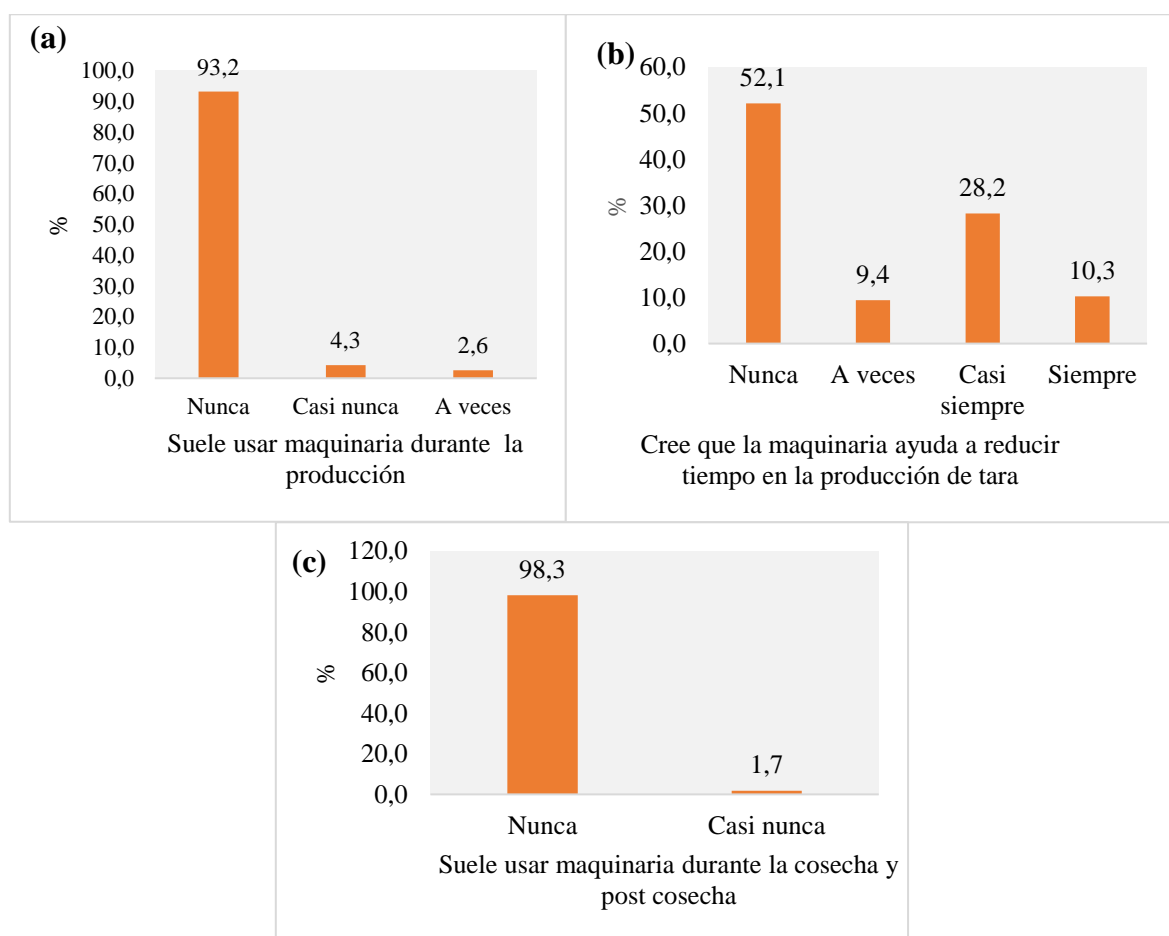 (a)
100,0
90,0
80,0
70,0
60,0
50,0
40,0
30,0
20,0
10,0
0,0
%
93,2
4,3
2,6
Nunca
Casi nunca
A veces
Suele usar maquinaria durante la
producción
(b)
60,0
50,0
40,0
30,0
20,0
10,0
0,0
%
52,1
9,4
28,2
10,3
Nunca
A veces
Casi
siempre
Siempre
Cree que la maquinaria ayuda a reducir
tiempo en la producción de tara
(c)
120,0
100,0
80,0
60,0
40,0
20,0
0,0
%
98,3
1,7
Nunca
Casi nunca
Suele usar maquinaria durante la cosecha y
post cosecha